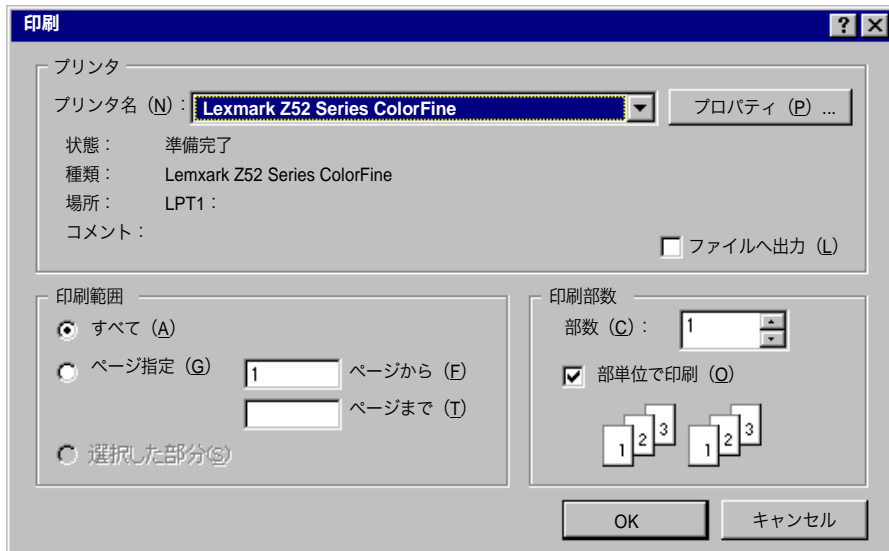 印刷
? ×
プリンタ
プリンタ名 (N)： Lexmark Z52 Series ColorFine プロパティ (P) ...
状態： 準備完了
種類： Lemxark Z52 Series ColorFine
場所： LPT1：
コメント：
ファイルへ出力 (L)
印刷範囲
すべて (A)
ページ指定 (G) 1 ページから (F)
ページまで (T)
選択した部分(S)
印刷部数
部数 (C)： 1
部単位で印刷 (O)
1 2 3 1 2 3
OK キャンセル